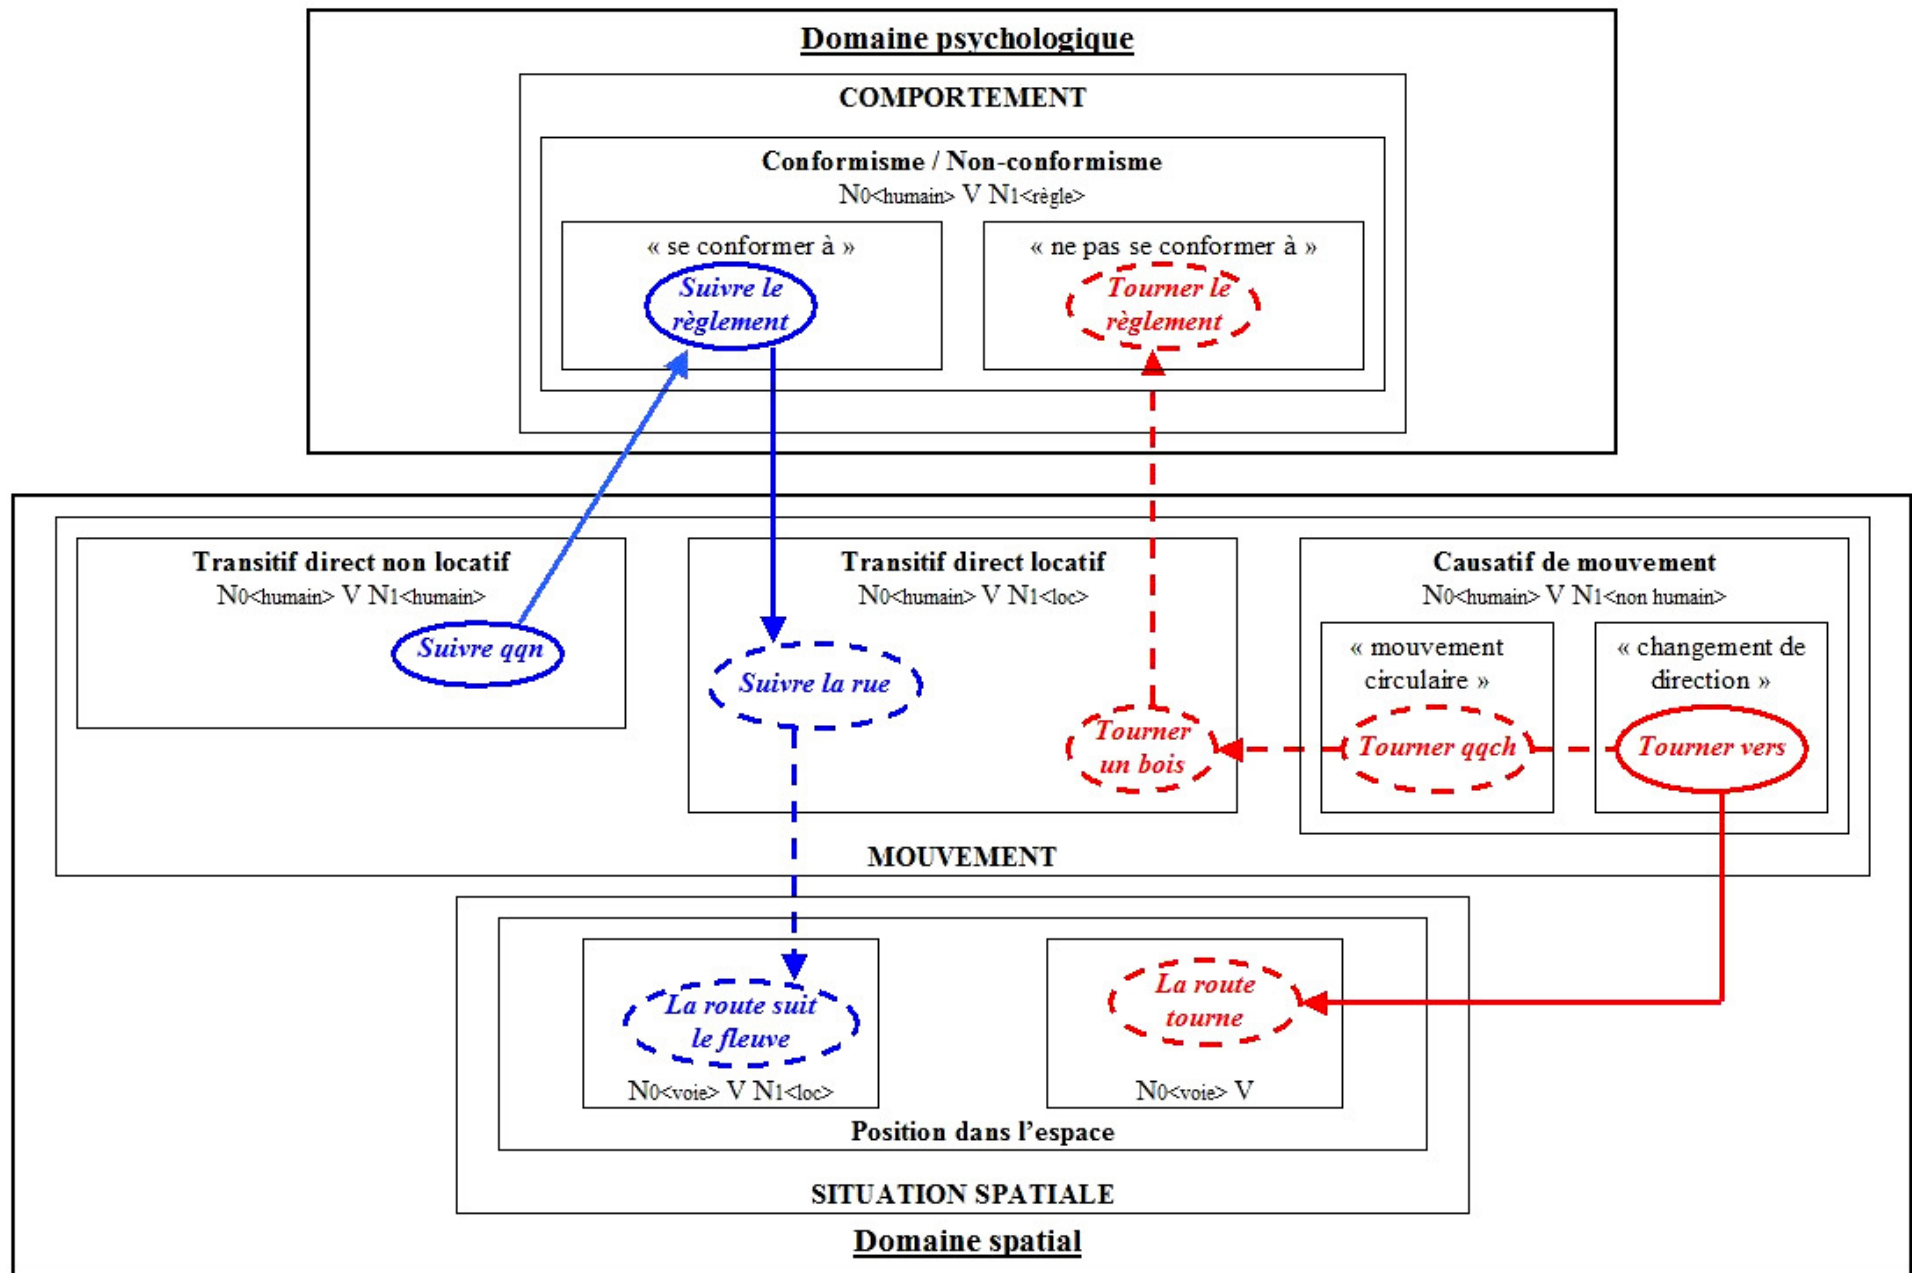 Domaine psychologique
COMPORTEMENT
Conformisme / Non-conformisme
N0<humain> V N1<règle>
« se conformer à »
Suivre le
règlement
« ne pas se conformer à »
Tourner le
règlement
Transitif direct non locatif
N0<humain> V N1<humain>
Suivre qqn
Transitif direct locatif
N0<humain> V N1<loc>
Suivre la rue
Tourner
un bois
Causatif de mouvement
N0<humain> V N1<non humain>
« mouvement
circulaire »
Tourner qqch
« changement de
direction »
Tourner vers
MOUVEMENT
La route suit
le fleuve
N0<voie> V N1<loc>
La route
tourne
N0<voie> V
Position dans l’espace
SITUATION SPATIALE
Domaine spatial